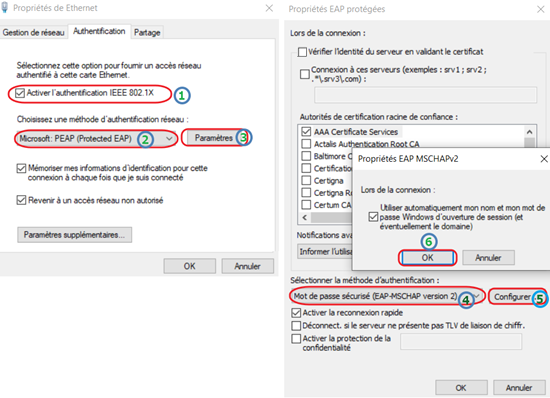 Propriétés de Ethernet
Gestion de réseau
Authentification
Partage
Sélectionnez cette option pour fournir un accès réseau
authentifié à cette carte Ethernet.
Activer l'authentification IEEE 802.1X
1
Choisissez une méthode d'authentification réseau :
Microsoft: PEAP (Protected EAP)
2
Paramètres
3
Mémoriser mes infomations d'identification pour cette
connexion à chaque fois que je suis connecté
Revenir à un accès réseau non autorisé
Paramètres supplémentaires...
OK
Annuler
Propriétés EAP protégées
Lors de la connexion :
Vérifier l'identité du serveur en validant le certificat
Connexion à ces serveurs (exemples : srv1 ; srv2 ;
.*\.srv3\.com) :
Autorités de certification racine de confiance :
AAA Certificate Services
Actalis Authentication Root CA
Baltimore C
Certification
Certigna
Certigna R
Certum CA
Notifications ava
Informer l'utilisa
Propriétés EAP MSCHAPv2
Lors de la connexion :
Utiliser automatiquement mon nom et mon mot de
passe Windows d'ouverture de session (et
éventuellement le domaine)
6
OK
Annuler
Sélectionner la méthode d'authentification :
Mot de passe sécurisé (EAP-MSCHAP version 2)
4
Configurer...
5
Activer la reconnexion rapide
Déconnect. si le serveur ne présente pas TLV de liaison de chiffr.
Activer la protection de la
confidentialité
OK
Annuler